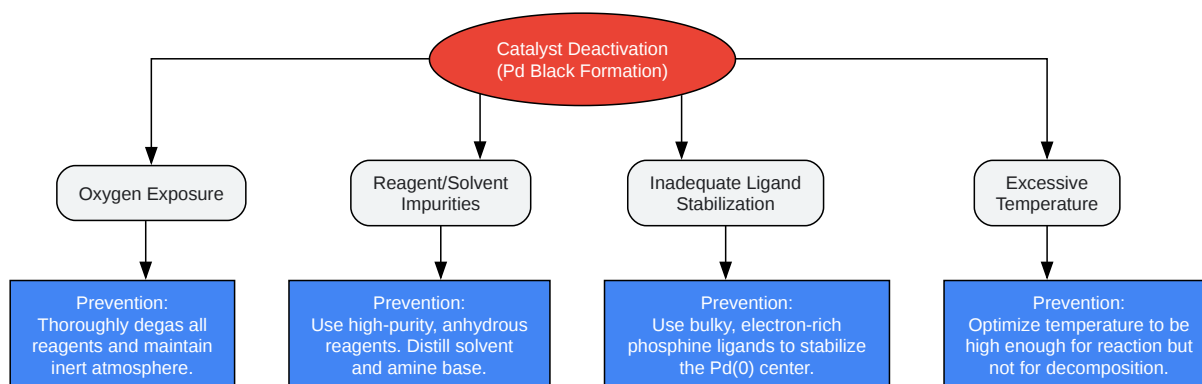 Catalyst Deactivation
(Pd Black Formation)
Oxygen Exposure
Reagent/Solvent
Impurities
Inadequate Ligand
Stabilization
Excessive
Temperature
Prevention:
Thoroughly degas all
reagents and maintain
inert atmosphere.
Prevention:
Use high-purity, anhydrous
reagents. Distill solvent
and amine base.
Prevention:
Use bulky, electron-rich
phosphine ligands to stabilize
the Pd(0) center.
Prevention:
Optimize temperature to be
high enough for reaction but
not for decomposition.